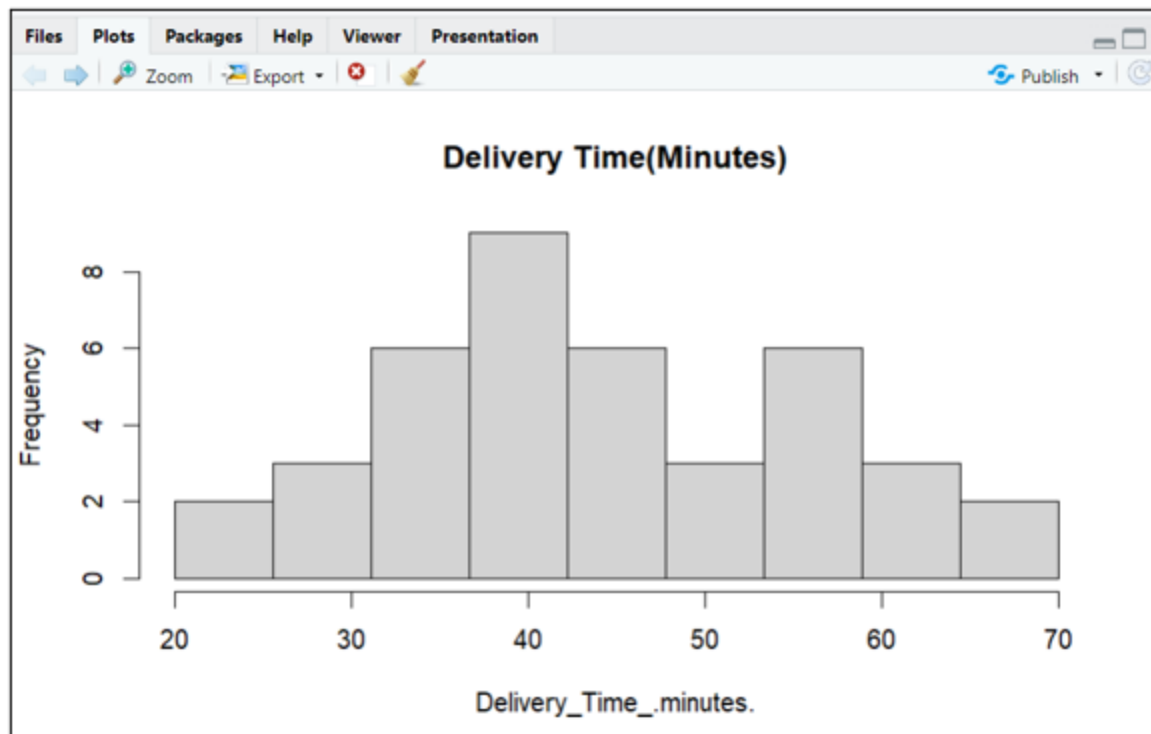 Files Plots Packages Help Viewer Presentation
Zoom Export Publish
Delivery Time(Minutes)
Frequency
8
6
4
2
0
20 30 40 50 60 70
Delivery_Time_.minutes.